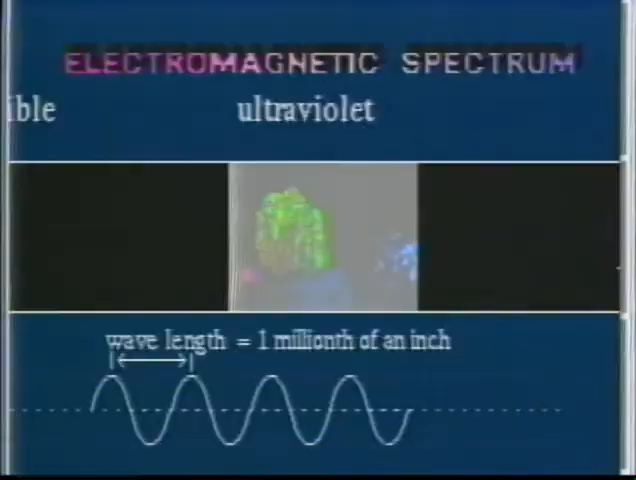 ELECTROMAGNETIC SPECTRUM
ible ultraviolet
wave length = 1 millionth of an inch